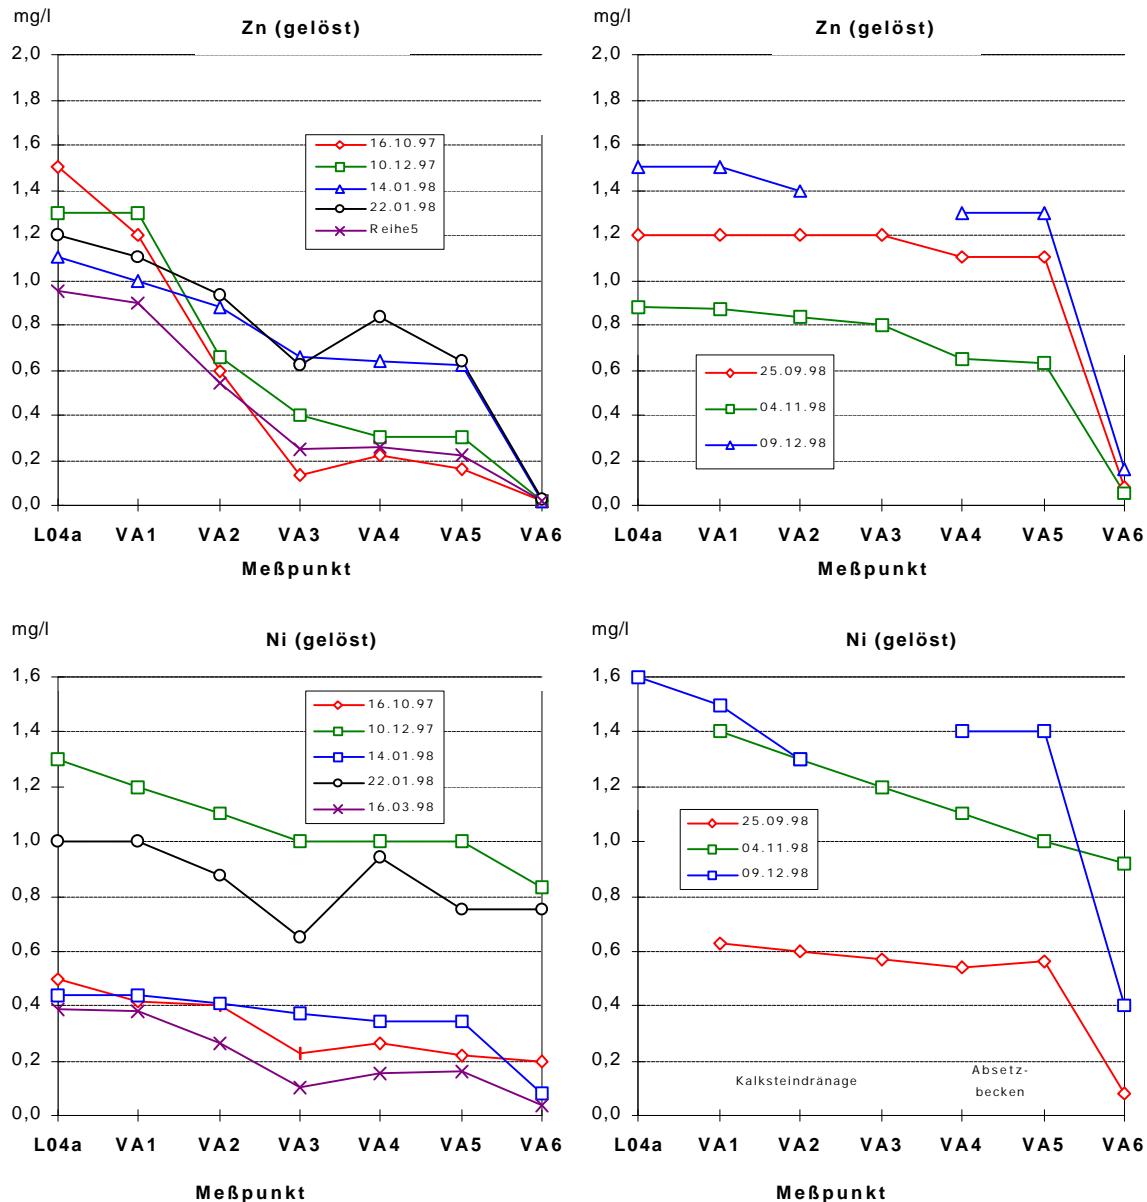 mg/l
Zn (gelöst)
2,0
1,8
1,6
1,4
1,2
1,0
0,8
0,6
0,4
0,2
0,0
16.10.97
10.12.97
14.01.98
22.01.98
Reihe5
L04a VA1 VA2 VA3 VA4 VA5 VA6
Meßpunkt
mg/l
Zn (gelöst)
2,0
1,8
1,6
1,4
1,2
1,0
0,8
0,6
0,4
0,2
0,0
25.09.98
04.11.98
09.12.98
L04a VA1 VA2 VA3 VA4 VA5 VA6
Meßpunkt
mg/l
Ni (gelöst)
1,6
1,4
1,2
1,0
0,8
0,6
0,4
0,2
0,0
16.10.97
10.12.97
14.01.98
22.01.98
16.03.98
L04a VA1 VA2 VA3 VA4 VA5 VA6
Meßpunkt
mg/l
Ni (gelöst)
1,6
1,4
1,2
1,0
0,8
0,6
0,4
0,2
0,0
25.09.98
04.11.98
09.12.98
Kalksteindränage
Absetz-
becken
L04a VA1 VA2 VA3 VA4 VA5 VA6
Meßpunkt